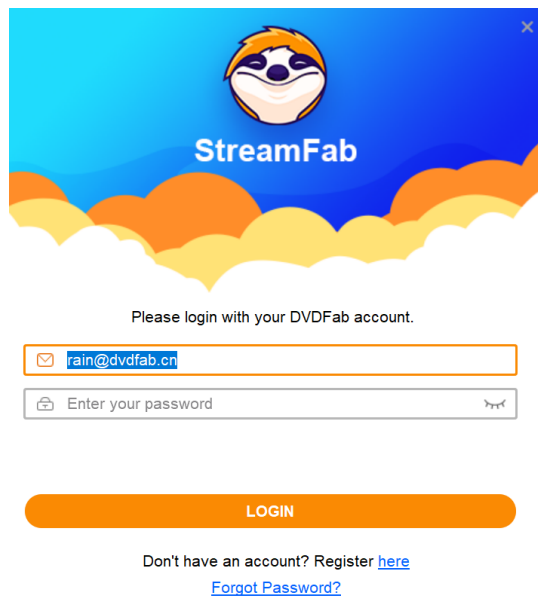 StreamFab
Please login with your DVDFab account.
rain@dvdfab.cn
Enter your password
LOGIN
Don't have an account? Register here
Forgot Password?